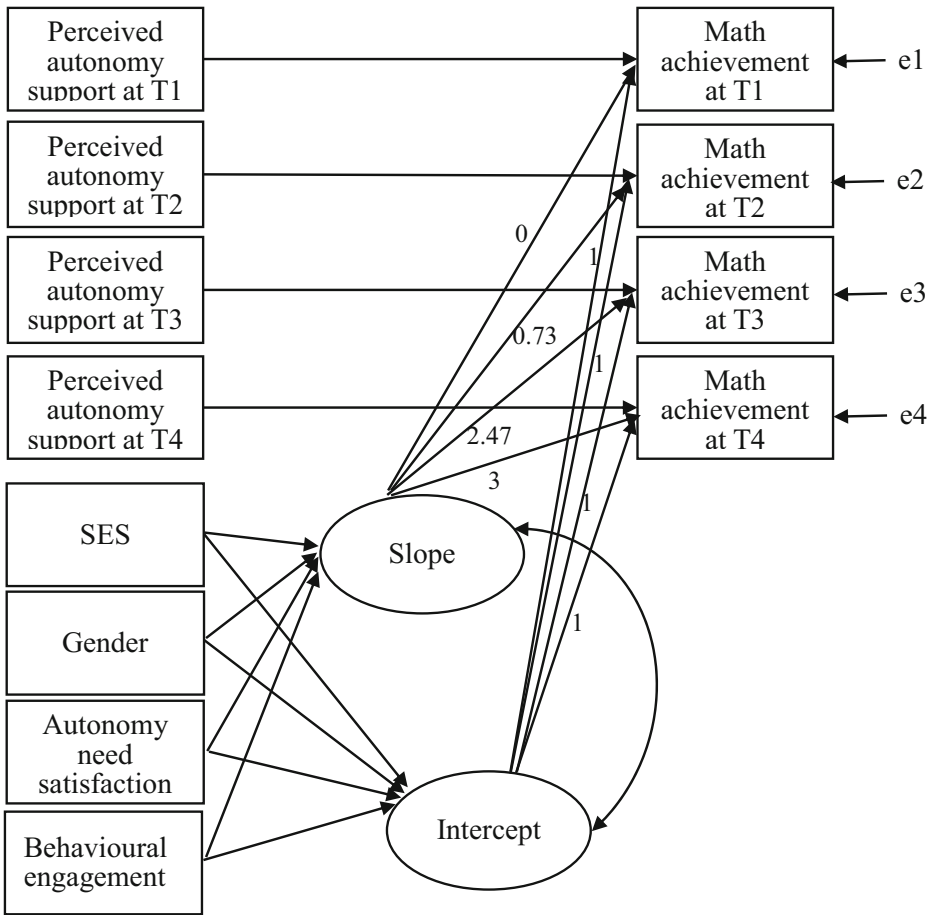 Perceived
autonomy
support at T1
Math
achievement
at T1
e1
Perceived
autonomy
support at T2
Math
achievement
at T2
e2
0
1
Perceived
autonomy
support at T3
Math
achievement
at T3
e3
0.73
1
Perceived
autonomy
support at T4
Math
achievement
at T4
e4
2.47
3
1
SES
Slope
1
Gender
Autonomy
need
satisfaction
Behavioural
engagement
Intercept